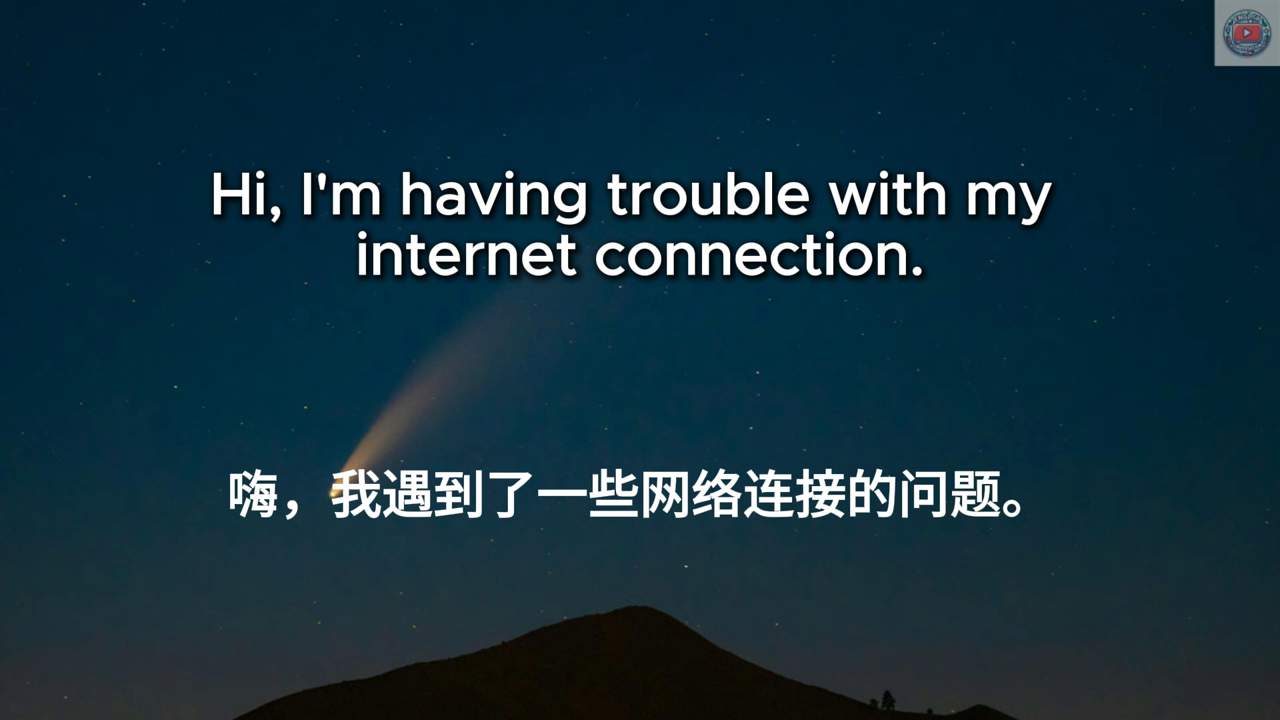 Hi, I'm having trouble with my
internet connection.
嗨，我遇到了一些网络连接的问题。